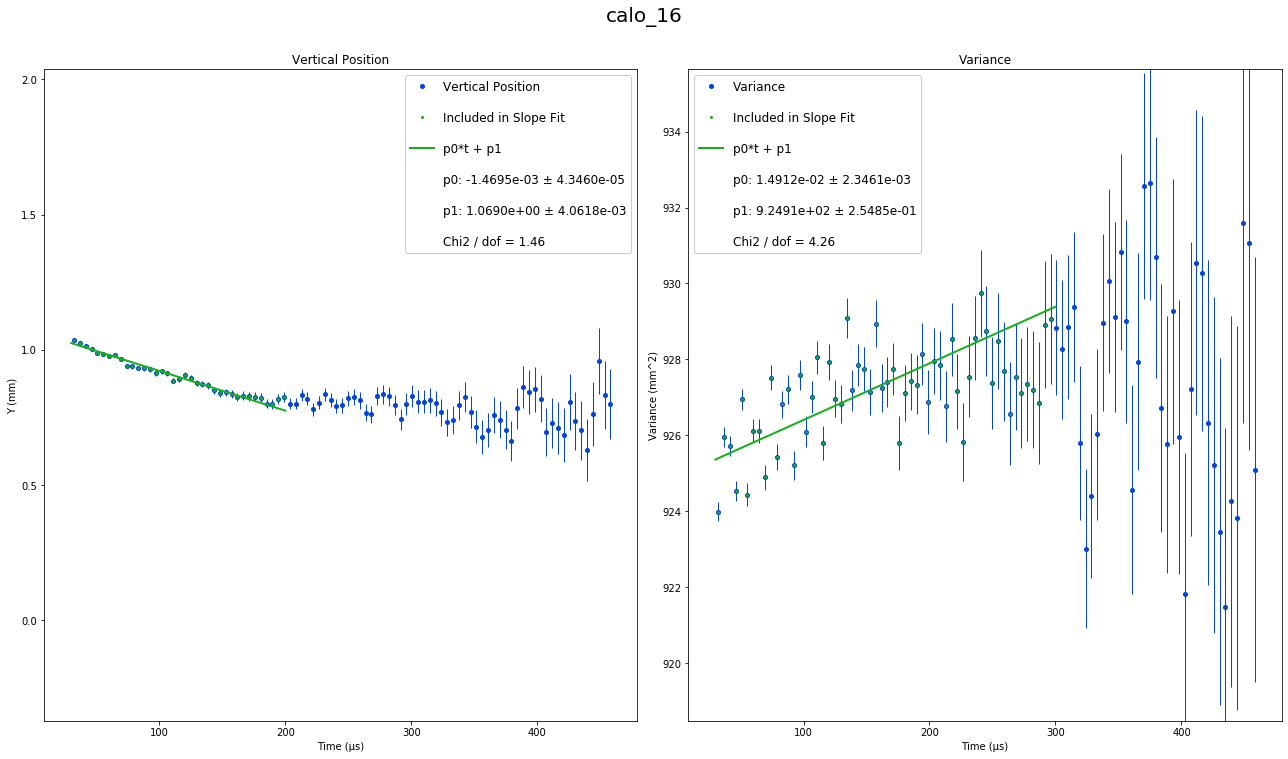 calo_16
Vertical Position
Vertical Position
Included in Slope Fit
p0*t + p1
p0: -1.4695e-03 ± 4.3460e-05
p1: 1.0690e+00 ± 4.0618e-03
Chi2 / dof = 1.46
Y (mm)
2.0
1.5
1.0
0.5
0.0
100
200
300
400
Time (μs)
Variance
Variance
Included in Slope Fit
p0*t + p1
p0: 1.4912e-02 ± 2.3461e-03
p1: 9.2491e+02 ± 2.5485e-01
Chi2 / dof = 4.26
Variance (mm^2)
934
932
930
928
926
924
922
920
100
200
300
400
Time (μs)